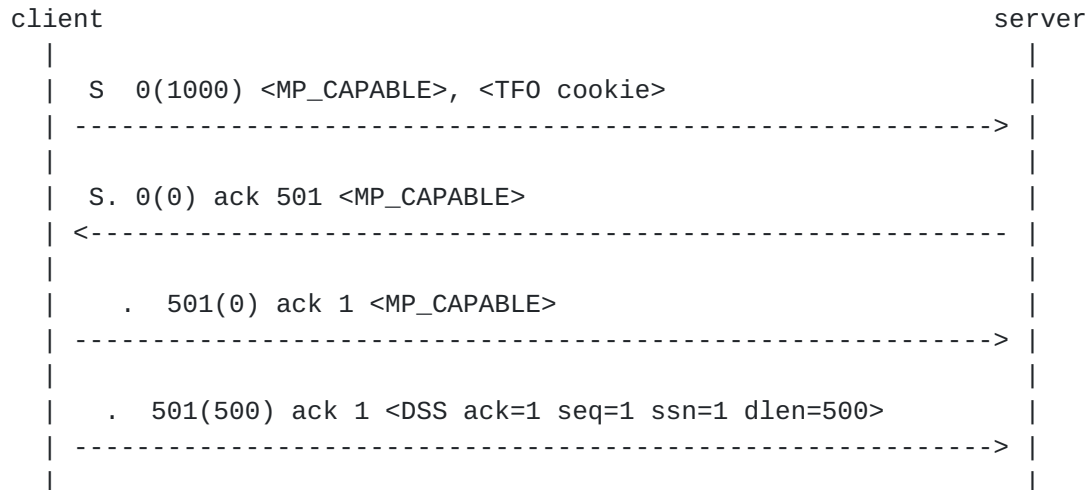 client                                                          server
   |                                                               |
   |  S  0(1000) <MP_CAPABLE>, <TFO cookie>                        |
   | ------------------------------------------------------------> |
   |                                                               |
   |  S. 0(0) ack 501 <MP_CAPABLE>                                 |
   | <------------------------------------------------------------ |
   |                                                               |
   |    .  501(0) ack 1 <MP_CAPABLE>                               |
   | ------------------------------------------------------------> |
   |                                                               |
   |   .  501(500) ack 1 <DSS ack=1 seq=1 ssn=1 dlen=500>          |
   | ------------------------------------------------------------> |
   |                                                               |